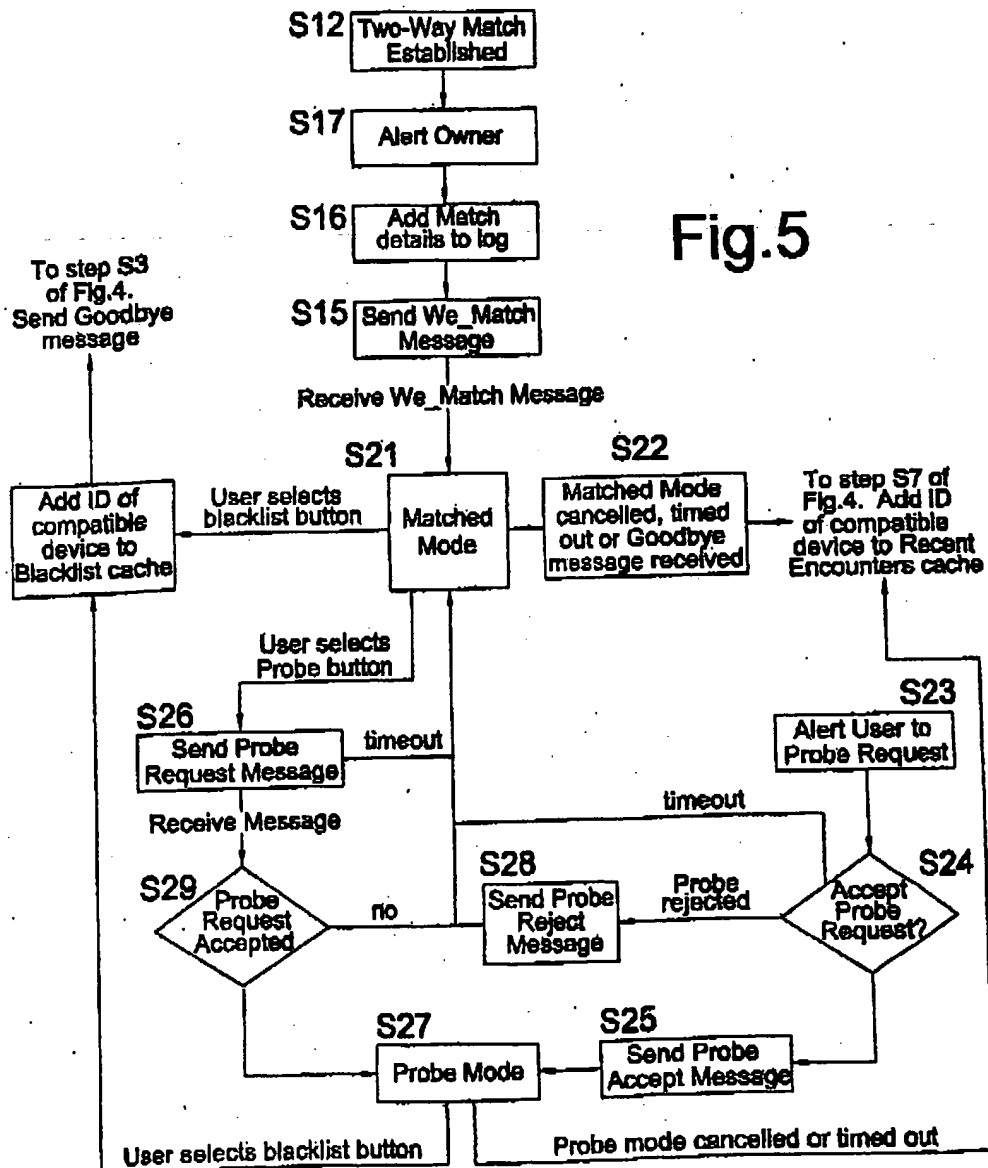 S12
Two-Way Match
Established
S17
Alert Owner
S16
Add Match
details to log
Fig.5
To step S3
of Fig.4.
Send Goodbye
message
S15
Send We_Match
Message
Receive We_Match Message
S21
S22
Add ID of
compatible
device to
Blacklist cache
User selects
blacklist button
Matched
Mode
Matched Mode
cancelled, timed
out or Goodbye
message received
To step S7 of
Fig.4. Add ID
of compatible
device to Recent
Encounters cache
User selects
Probe button
S23
Alert User to
Probe Request
S26
Send Probe
Request Message
timeout
timeout
Receive Message
S29
Probe
Request
Accepted
no
S28
Send Probe
Reject
Message
Probe
rejected
S24
Accept
Probe
Request?
S27
Probe Mode
S25
Send Probe
Accept Message
User selects blacklist button
Probe mode cancelled or timed out